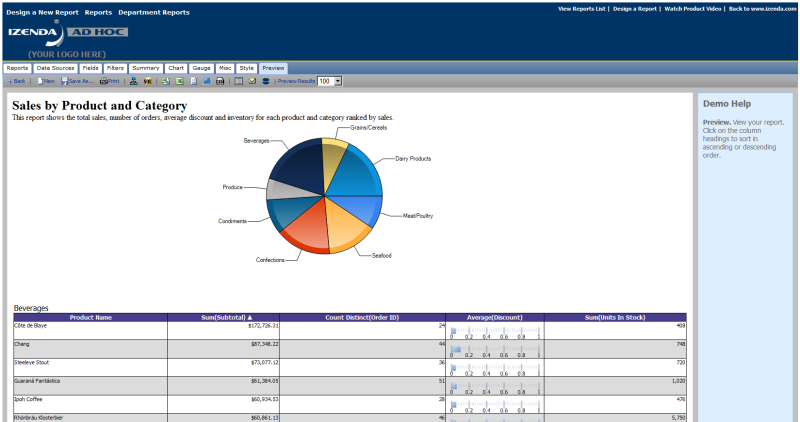 Design a New Report Reports Department Reports
View Reports List | Design a Report | Watch Product Video | Back to www.izenda.com
IZENDA AD HOC
(YOUR LOGO HERE)
Reports Data Sources Fields Filters Summary Chart Gauge Misc Style Preview
Back | New Save As... Print | SQL | | Preview Results 100
Sales by Product and Category
This report shows the total sales, number of orders, average discount and inventory for each product and category ranked by sales.
Grains/Cereals
Beverages
Dairy Products
Produce
Meat/Poultry
Condiments
Seafood
Confections
Demo Help
Preview. View your report.
Click on the column
headings to sort in
ascending or descending
order.
Beverages
Product Name Sum(Subtotal) ▲ Count Distinct(Order ID) Average(Discount) Sum(Units In Stock)
Côte de Blaye $172,726.31 24 408
0 0.2 0.4 0.6 0.8 1
Chang $87,348.22 44 748
0 0.2 0.4 0.6 0.8 1
Steeleye Stout $73,077.12 36 720
0 0.2 0.4 0.6 0.8 1
Guaraná Fantástica $61,384.05 51 1,020
0 0.2 0.4 0.6 0.8 1
Ipoh Coffee $60,934.53 28 476
0 0.2 0.4 0.6 0.8 1
Rhönbräu Klosterbier $60,861.13 46 5,750